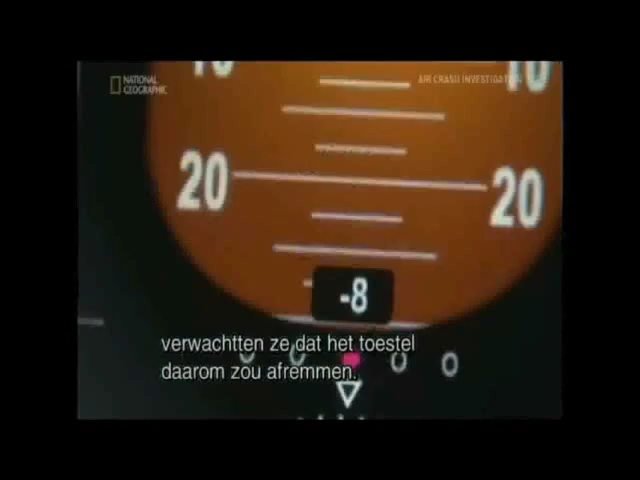 NATIONAL
GEOGRAPHIC
AIR CRASH INVESTIGATION
10 10
20 20
-8
verwachtten ze dat het toestel
daarom zou afremmen.